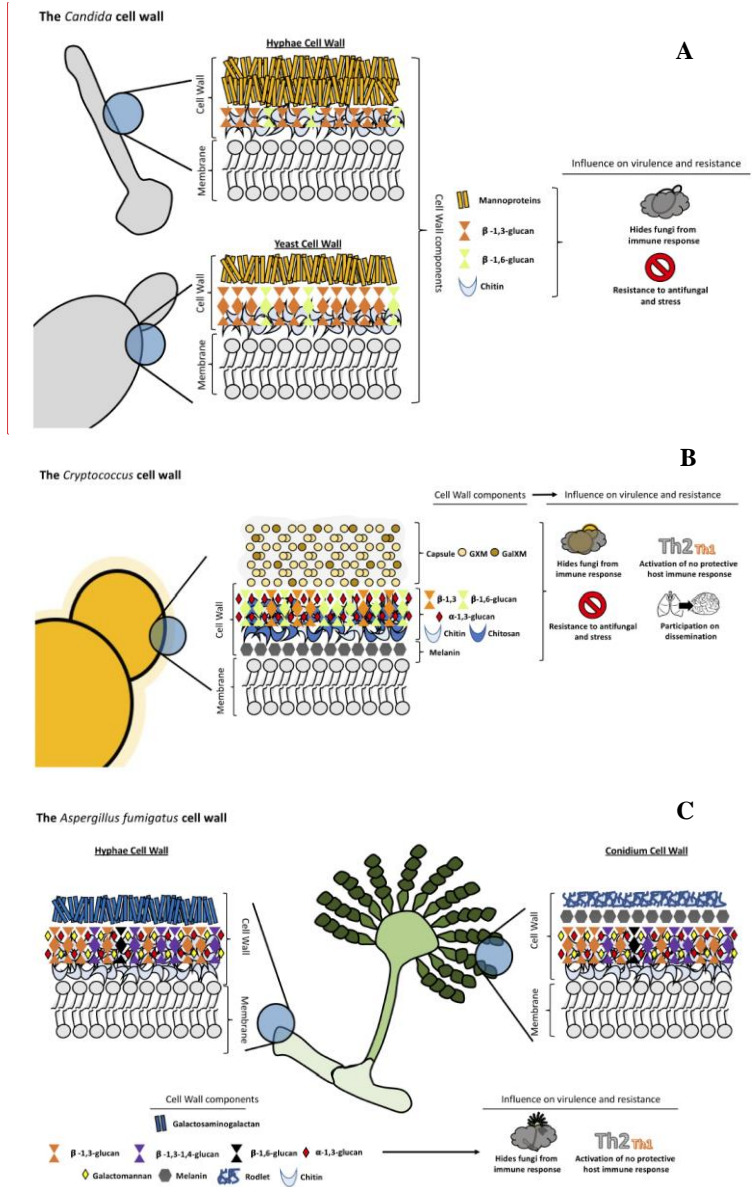 The Candida cell wall
A
Hyphae Cell Wall
Cell Wall
Membrane
Yeast Cell Wall
Cell Wall
Membrane
Cell Wall components
Mannoproteins
β -1,3-glucan
β -1,6-glucan
Chitin
Influence on virulence and resistance
Hides fungi from
immune response
Resistance to antifungal
and stress
B
The Cryptococcus cell wall
Cell Wall components
Influence on virulence and resistance
Cell Wall
Membrane
Capsule GXM GalXM
β-1,3 β-1,6-glucan
α-1,3-glucan
Chitin Chitosan
Melanin
Hides fungi from
immune response
Th2 Th1
Activation of no protective
host immune response
Resistance to antifungal
and stress
Participation on
dissemination
C
The Aspergillus fumigatus cell wall
Hyphae Cell Wall
Cell Wall
Membrane
Conidium Cell Wall
Cell Wall
Membrane
Cell Wall components
Galactosaminogalactan
β -1,3-glucan β -1,3-1,4-glucan β -1,6-glucan α-1,3-glucan
Galactomannan Melanin Rodlet Chitin
Influence on virulence and resistance
Hides fungi from
immune response
Th2 Th1
Activation of no protective
host immune response